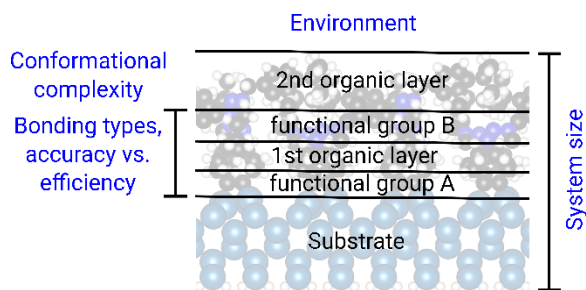 Environment
Conformational
complexity
2nd organic layer
Bonding types,
accuracy vs.
efficiency
functional group B
1st organic layer
functional group A
Substrate
System size